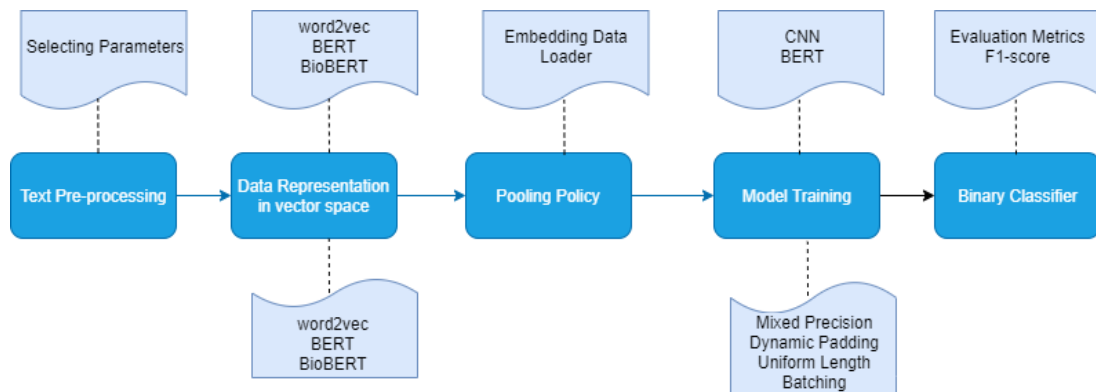 Selecting Parameters
word2vec
BERT
BioBERT
Embedding Data
Loader
CNN
BERT
Evaluation Metrics
F1-score
Text Pre-processing
Data Representation
in vector space
Pooling Policy
Model Training
Binary Classifier
word2vec
BERT
BioBERT
Mixed Precision
Dynamic Padding
Uniform Length
Batching